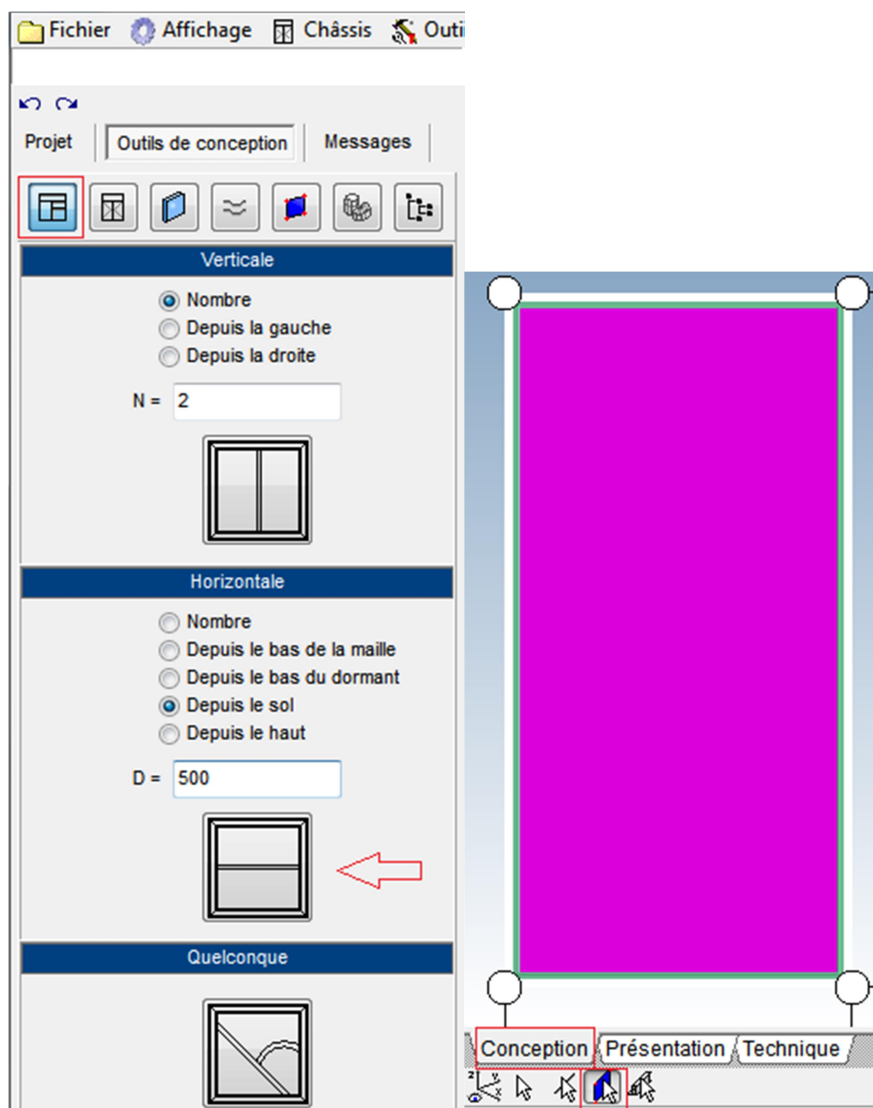 Fichier Affichage Châssis Outi
Projet Outils de conception Messages
Verticale
Nombre
Depuis la gauche
Depuis la droite
N = 2
Horizontale
Nombre
Depuis le bas de la maille
Depuis le bas du dormant
Depuis le sol
Depuis le haut
D = 500
Quelconque
Conception Présentation Technique